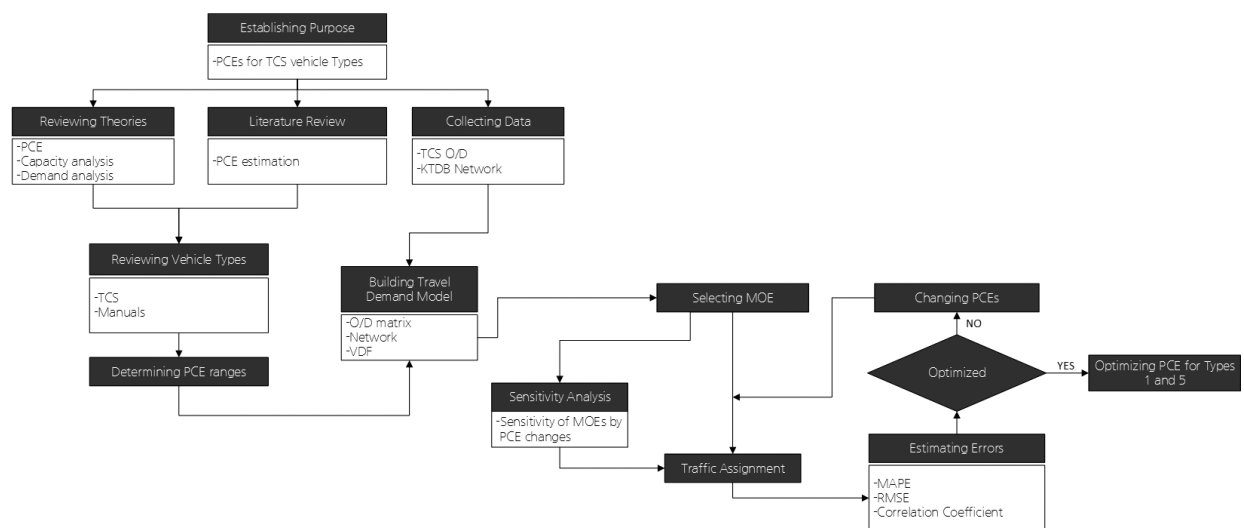 Establishing Purpose
-PCEs for TCS vehicle Types
Reviewing Theories
-PCE
-Capacity analysis
-Demand analysis
Literature Review
-PCE estimation
Collecting Data
-TCS O/D
-KTDB Network
Reviewing Vehicle Types
-TCS
-Manuals
Determining PCE ranges
Building Travel
Demand Model
-O/D matrix
-Network
-VDF
Selecting MOE
Sensitivity Analysis
-Sensitivity of MOEs by
PCE changes
Traffic Assignment
Changing PCEs
NO
Optimized
YES
Optimizing PCE for Types
1 and 5
Estimating Errors
-MAPE
-RMSE
-Correlation Coefficient